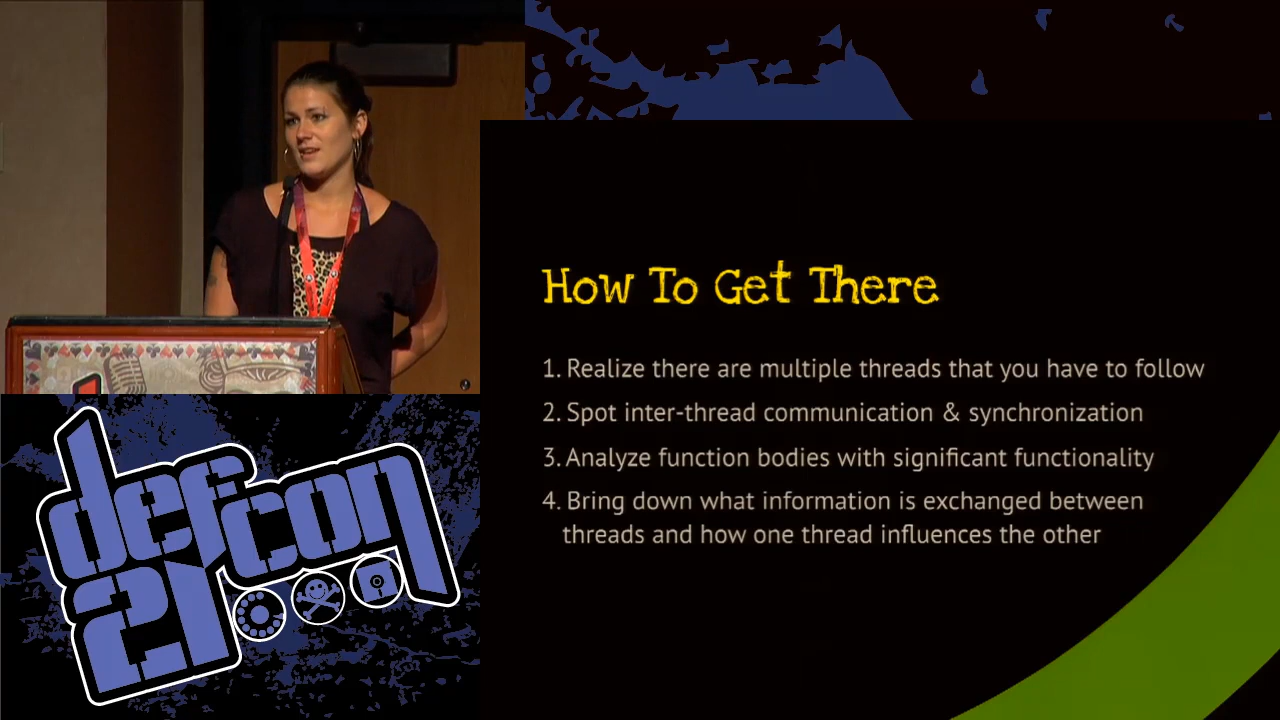 How To Get There
1. Realize there are multiple threads that you have to follow
2. Spot inter-thread communication & synchronization
3. Analyze function bodies with significant functionality
4. Bring down what information is exchanged between
threads and how one thread influences the other
defcon
21